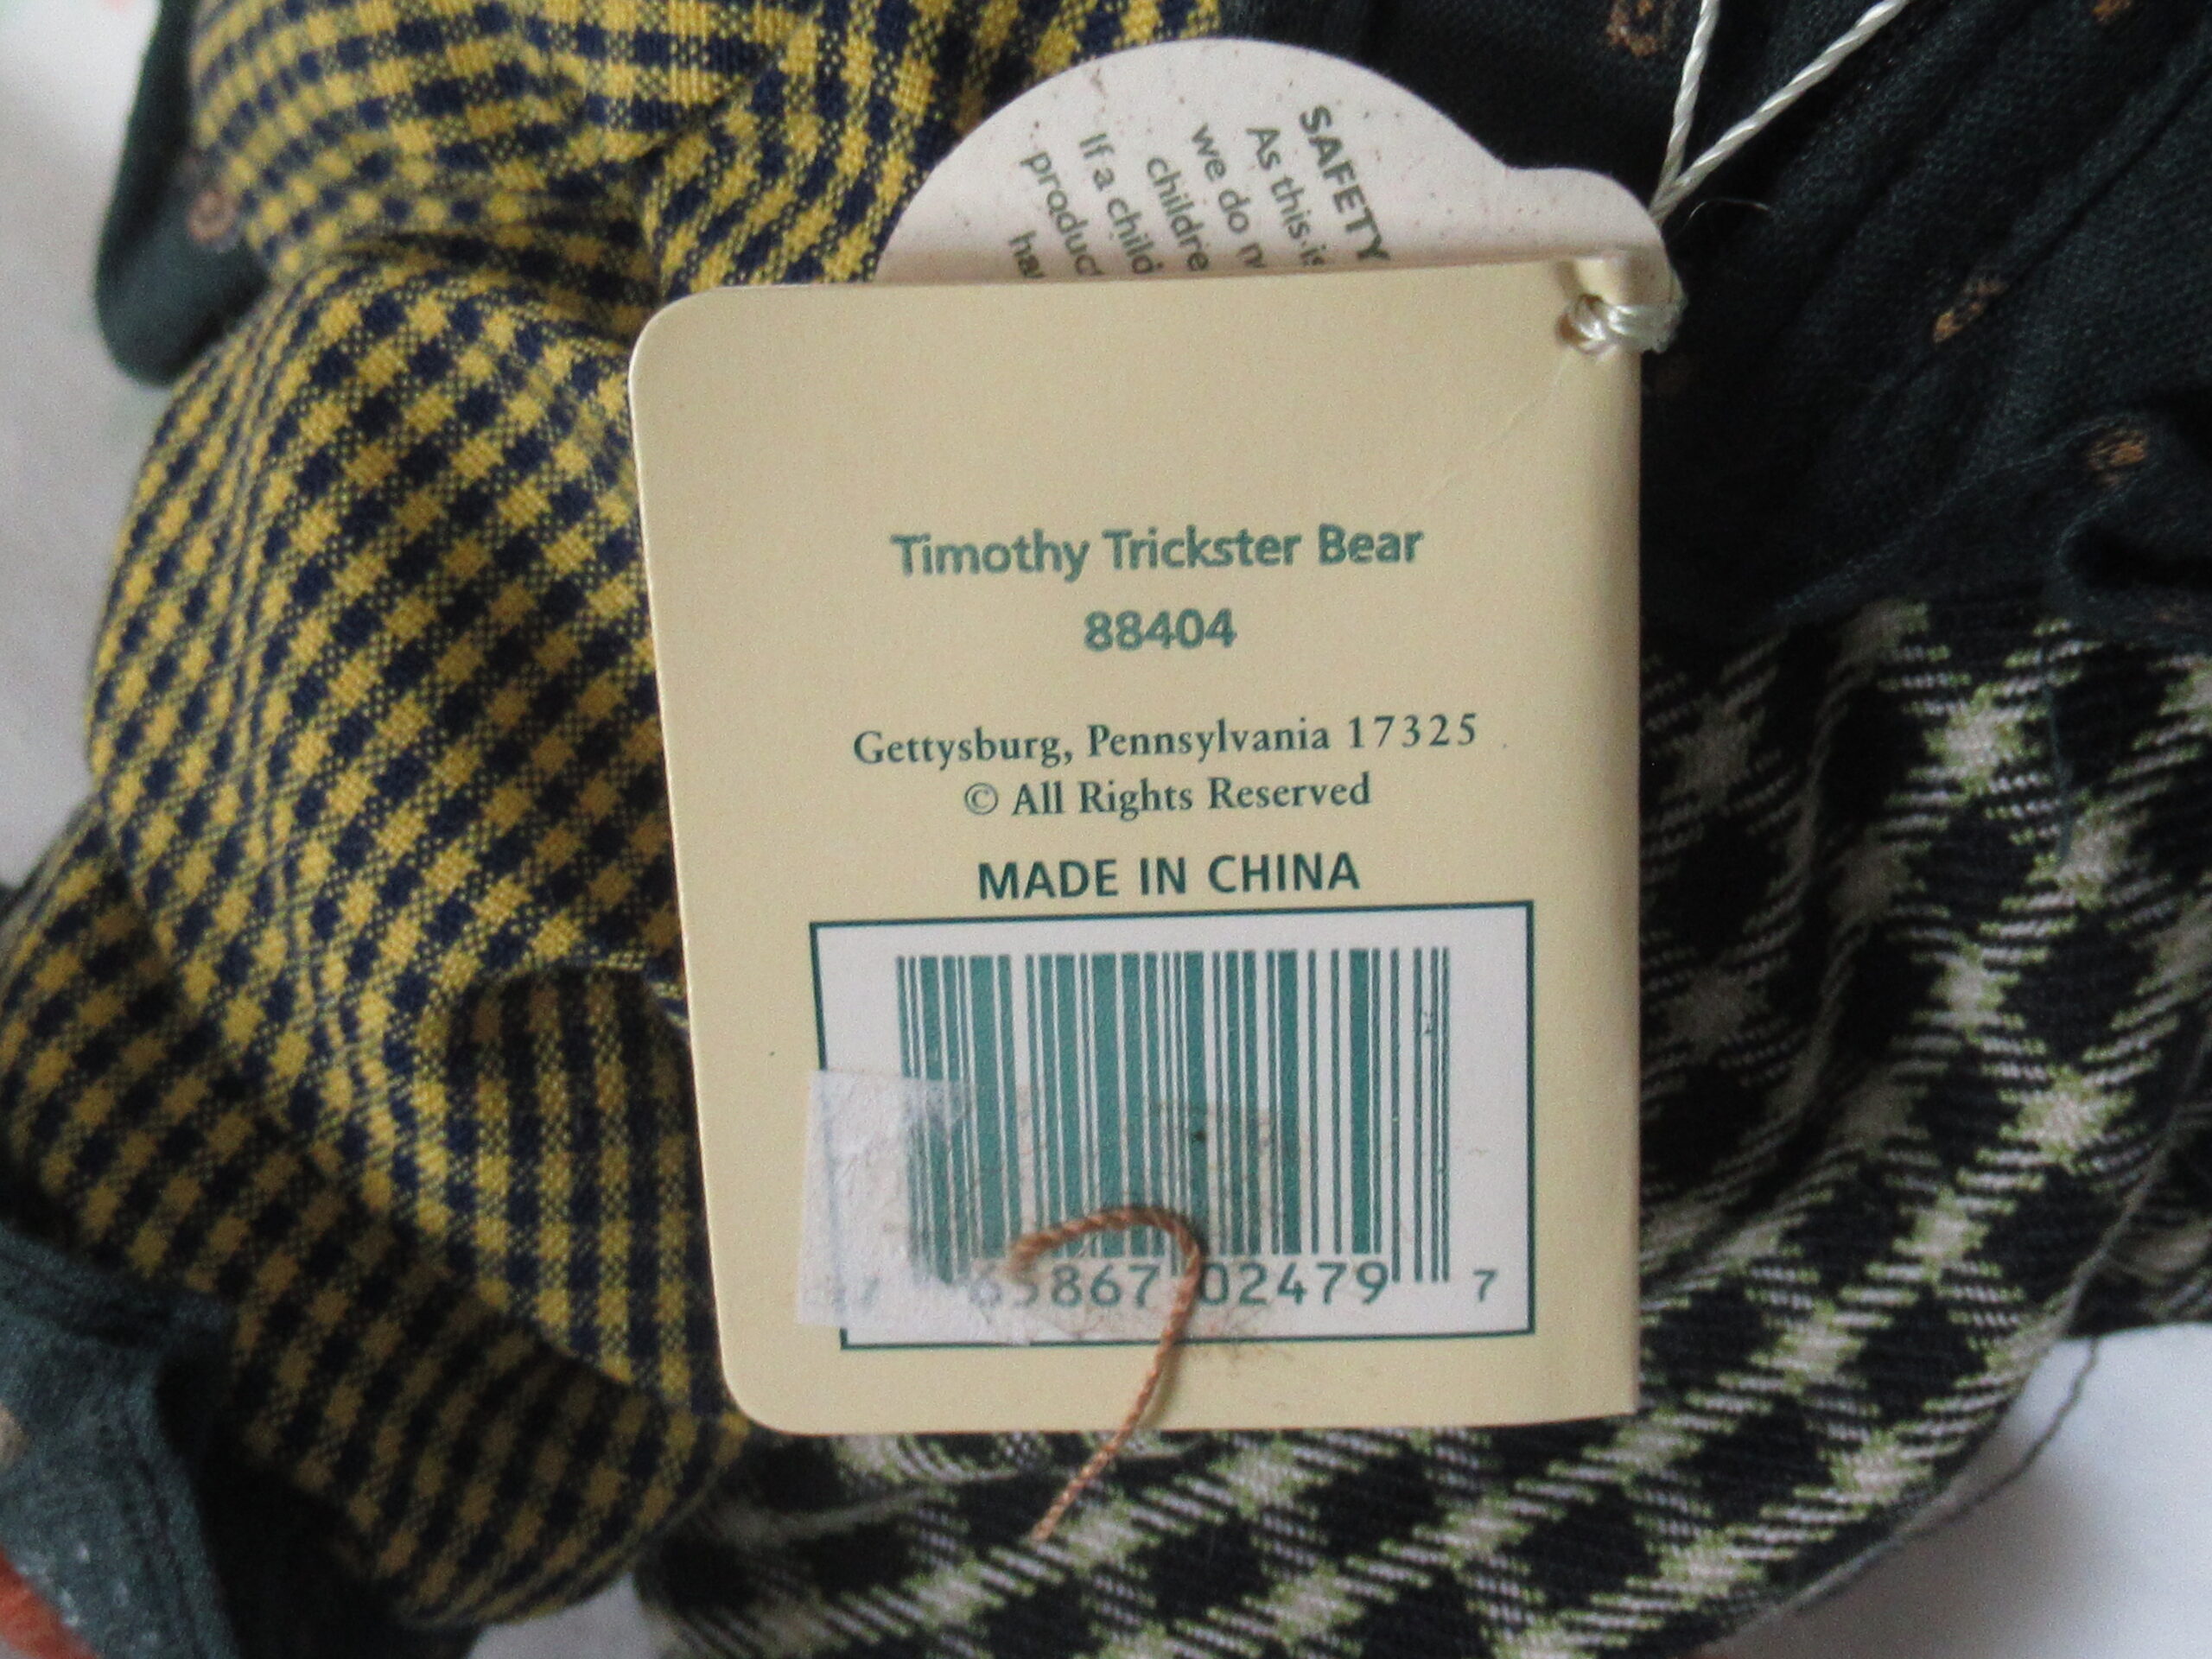 SAFETY
As this is
we do
childre
If a child
product
ha
Timothy Trickster Bear
88404
Gettysburg, Pennsylvania 17325
© All Rights Reserved
MADE IN CHINA
65867 02479 7